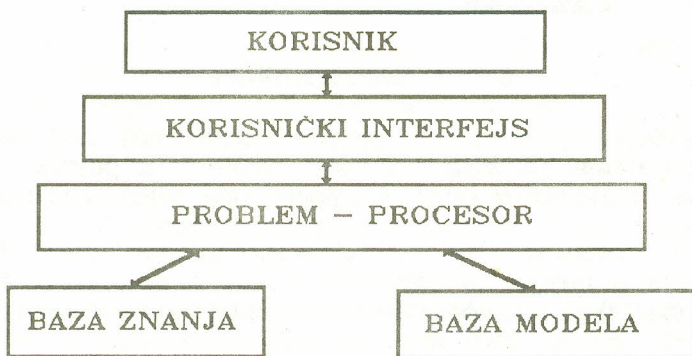 KORISNIK
KORISNIČKI INTERFEJS
PROBLEM – PROCESOR
BAZA ZNANJA
BAZA MODELA